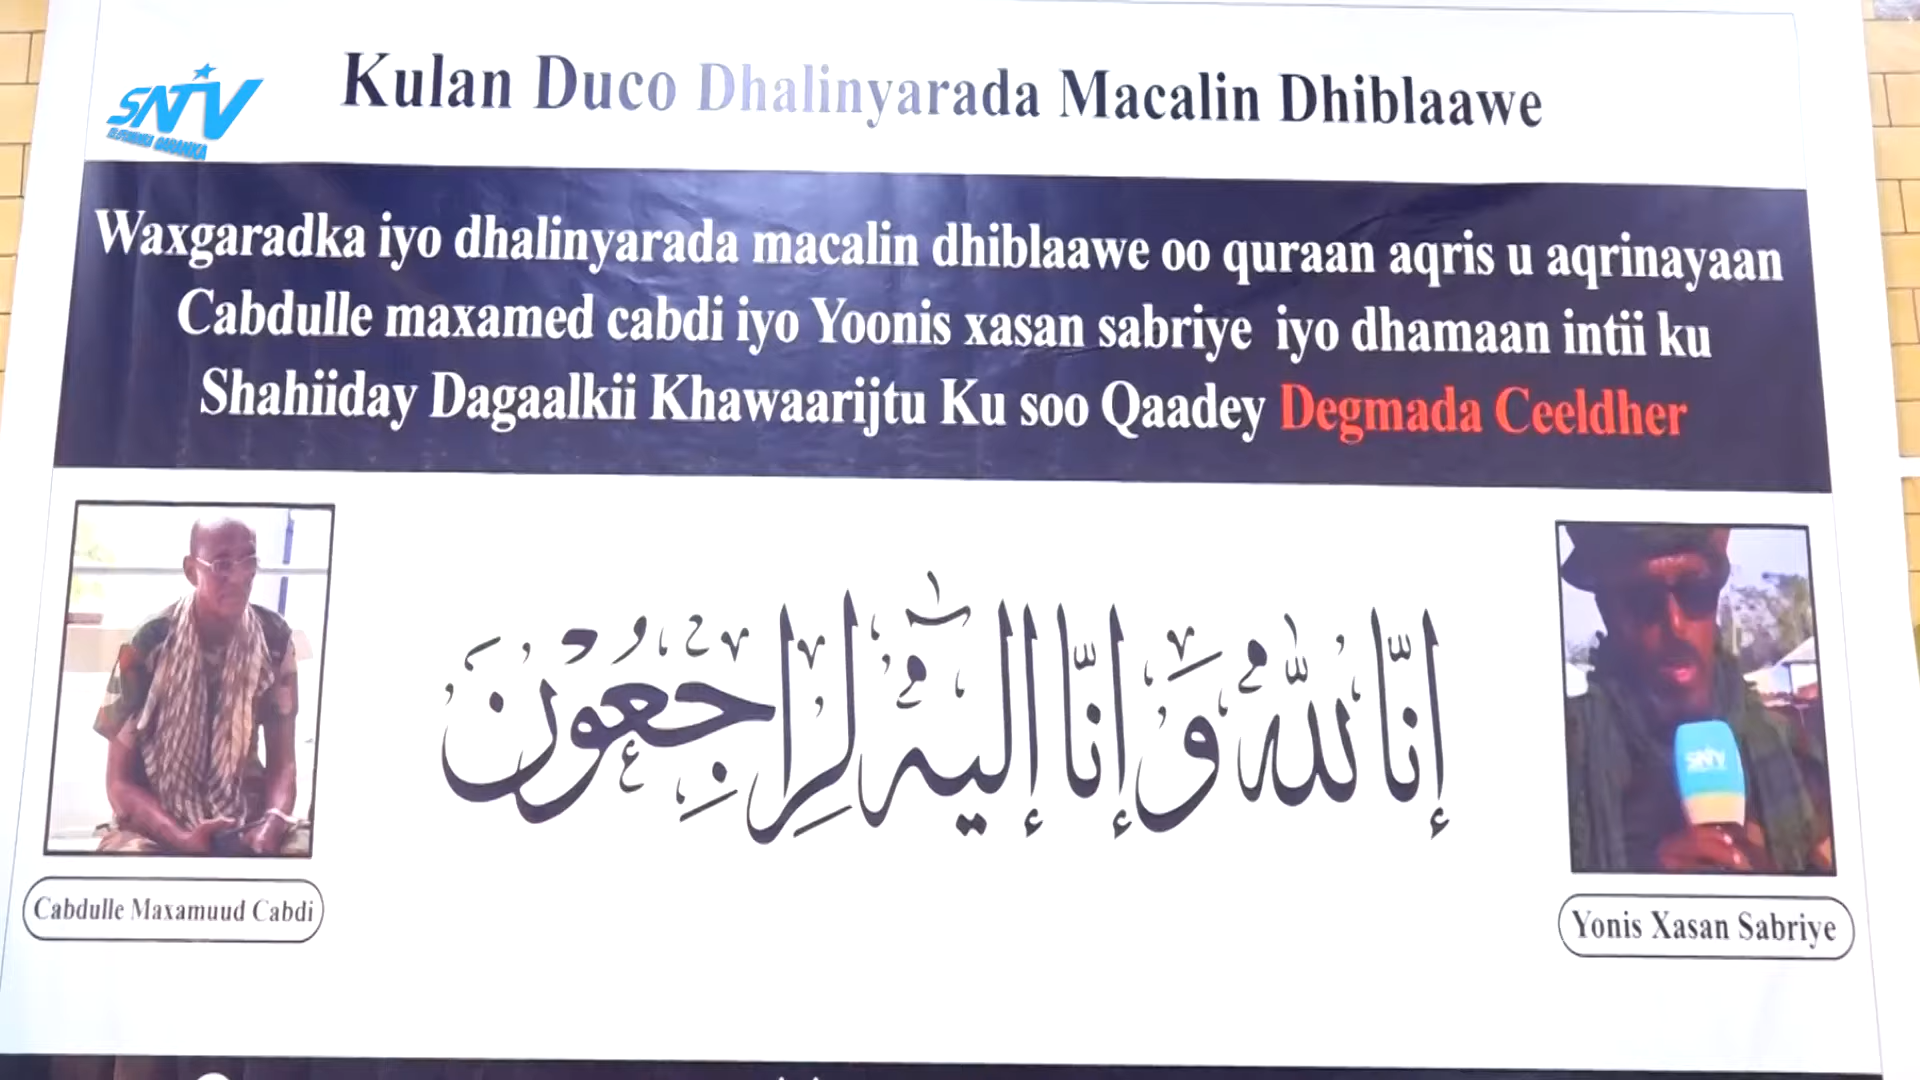 SNTV
Kulan Duco Dhalinyarada Macalin Dhiblaawe
Waxgaradka iyo dhalinyarada macalin dhiblaawe oo quraan aqris u aqrinayaan
Cabdulle maxamed cabdi iyo Yoonis xasan sabriye iyo dhamaan intii ku
Shahiiday Dagaalkii Khawaarijtu Ku soo Qaadey Degmada Ceeldher
إِنَّا لِلَّهِ وَإِنَّا إِلَيْهِ لَرَاجِعُونَ
SNTV
Cabdulle Maxamuud Cabdi
Yonis Xasan Sabriye